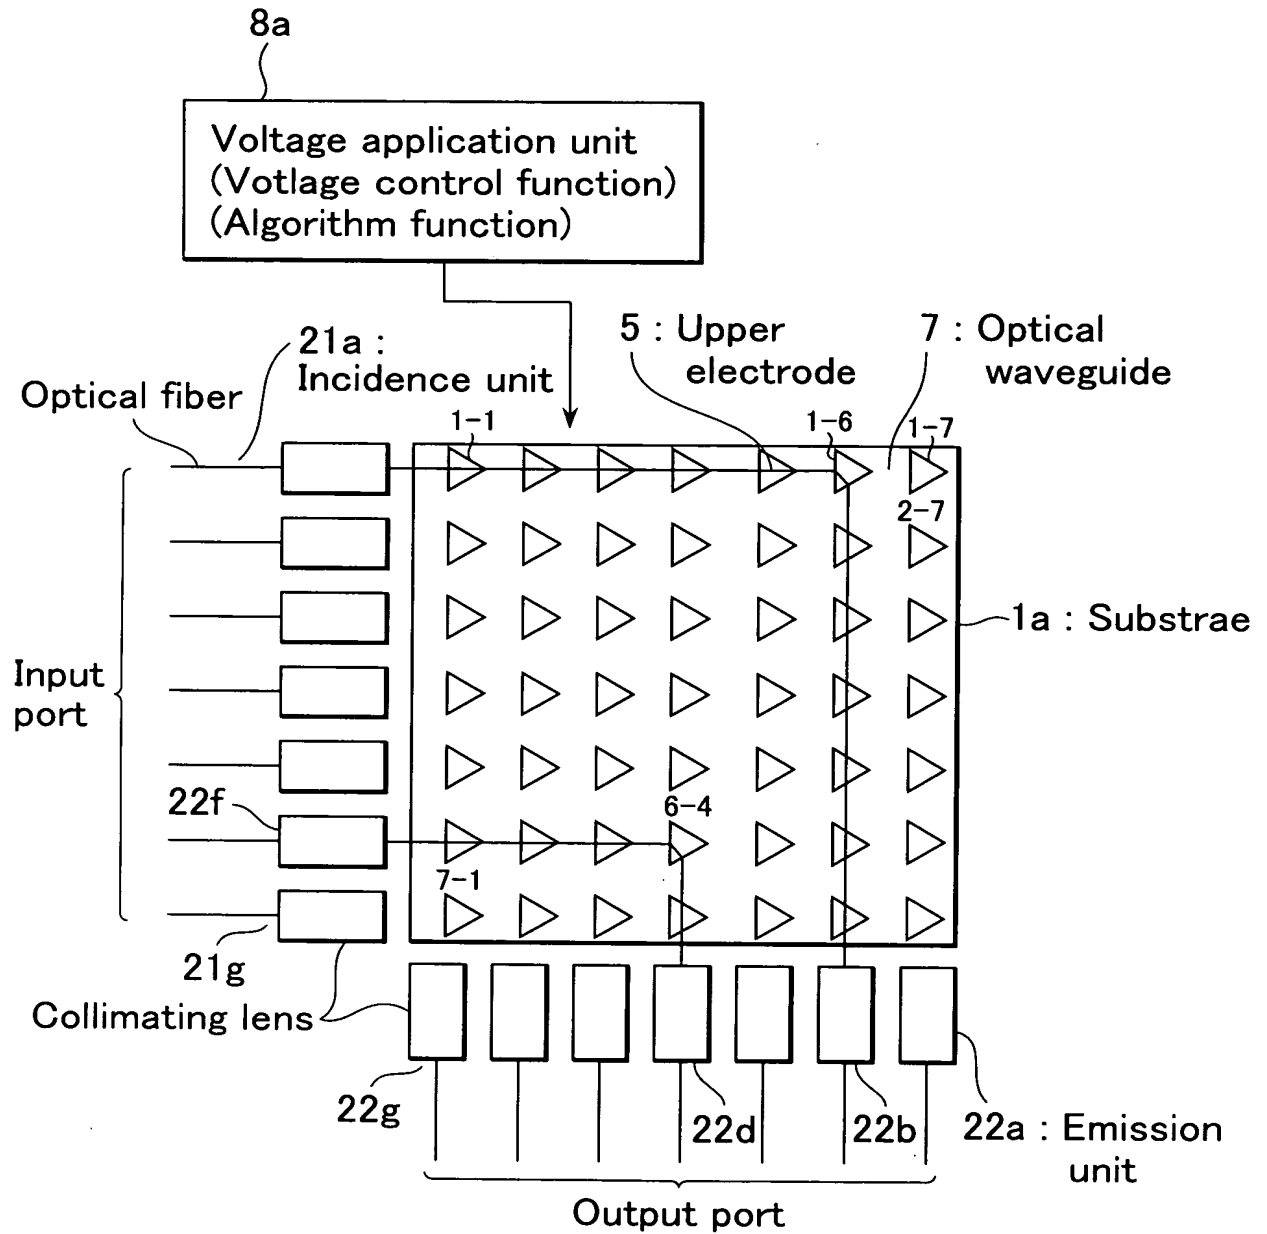 8a
Voltage application unit
(Votlage control function)
(Algorithm function)
21a :
Incidence unit
5 : Upper
electrode
7 : Optical
waveguide
Optical fiber
1-1
1-6
1-7
2-7
1a : Substrae
Input
port
22f
6-4
7-1
21g
Collimating lens
22g
22d
22b
22a : Emission
unit
Output port